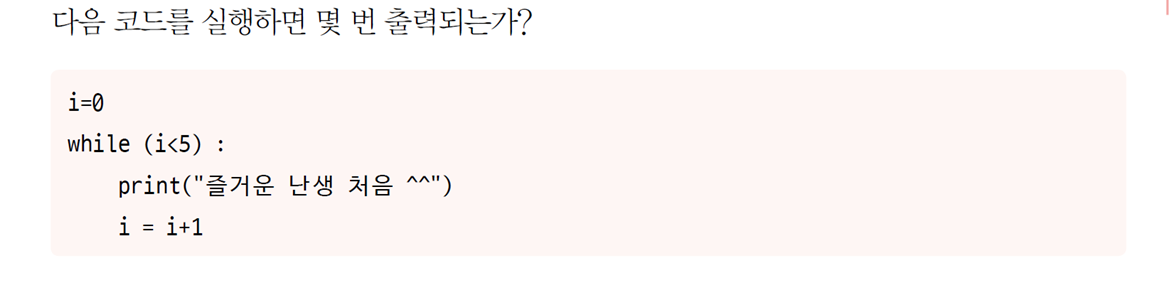 다음 코드를 실행하면 몇 번 출력되는가?
i=0
while (i<5) :
    print("즐거운 난생 처음 ^^")
    i = i+1